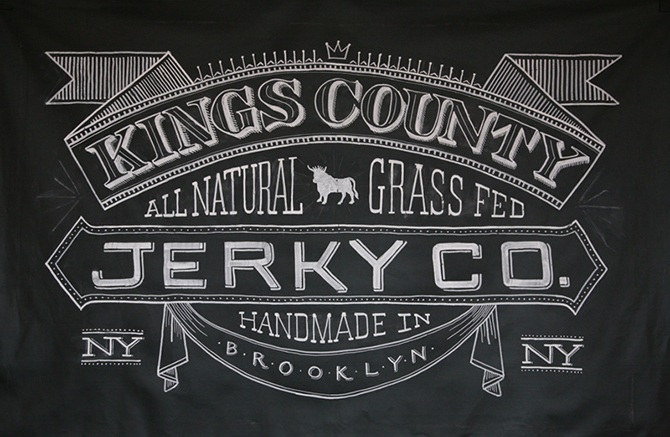 KINGS COUNTY
ALL NATURAL GRASS FED
JERKY CO.
HANDMADE IN
·B·R·O·O·K·L·Y·N·
NY NY